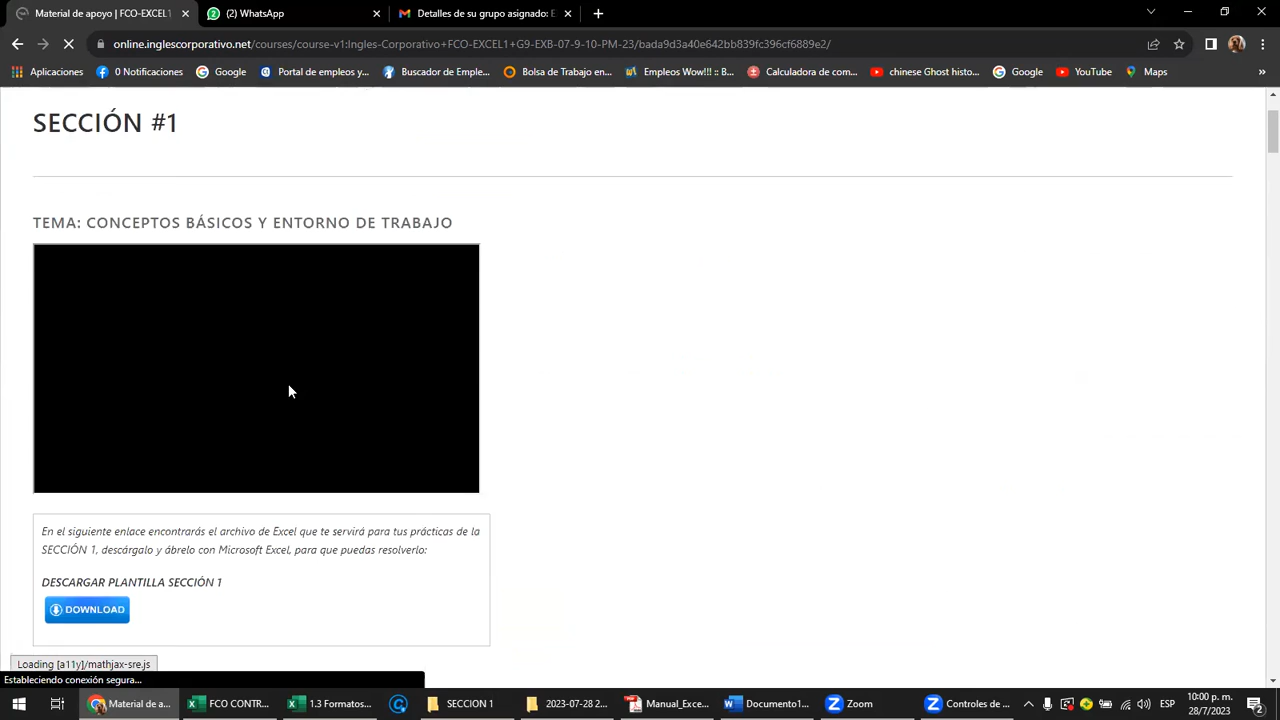 Material de apoyo | FCO-EXCEL1
(2) WhatsApp
Detalles de su grupo asignado: E
online.inglescorporativo.net/courses/course-v1:Ingles-Corporativo+FCO-EXCEL1+G9-EXB-07-9-10-PM-23/bada9d3a40e642bb839fc396cf6889e2/
Aplicaciones
0 Notificaciones
Google
Portal de empleos y...
Buscador de Emple...
Bolsa de Trabajo en...
Empleos Wow!!! :: B...
Calculadora de com...
chinese Ghost histo...
Google
YouTube
Maps
»
SECCIÓN #1
TEMA: CONCEPTOS BÁSICOS Y ENTORNO DE TRABAJO
En el siguiente enlace encontrarás el archivo de Excel que te servirá para tus prácticas de la
SECCIÓN 1, descárgalo y ábrelo con Microsoft Excel, para que puedas resolverlo:
DESCARGAR PLANTILLA SECCIÓN 1
DOWNLOAD
Loading [a11y]/mathjax-sre.js
Estableciendo conexión segura...
Material de a...
FCO CONTR...
1.3 Formatos...
SECCION 1
2023-07-28 2...
Manual_Exce...
Documento1...
Zoom
Controles de ...
ESP
10:00 p. m.
28/7/2023
2